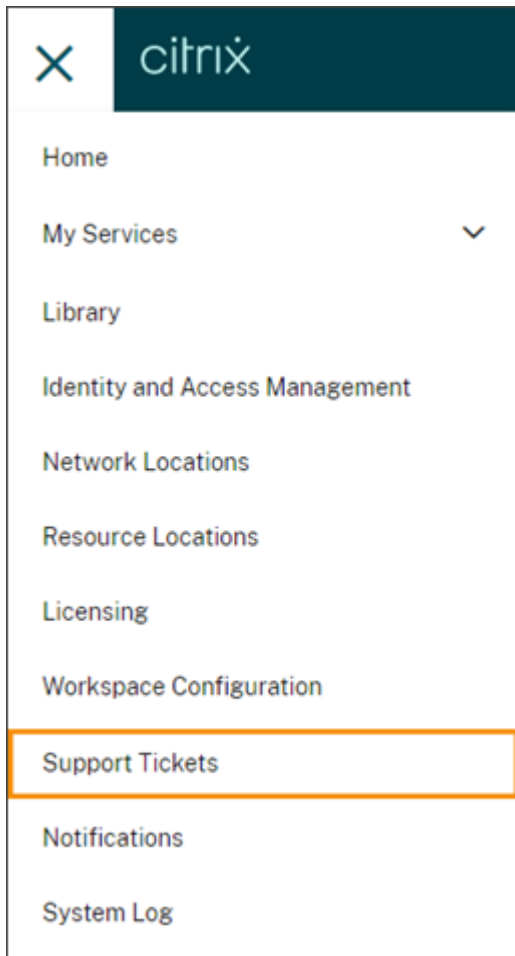 citrix
Home
My Services
Library
Identity and Access Management
Network Locations
Resource Locations
Licensing
Workspace Configuration
Support Tickets
Notifications
System Log